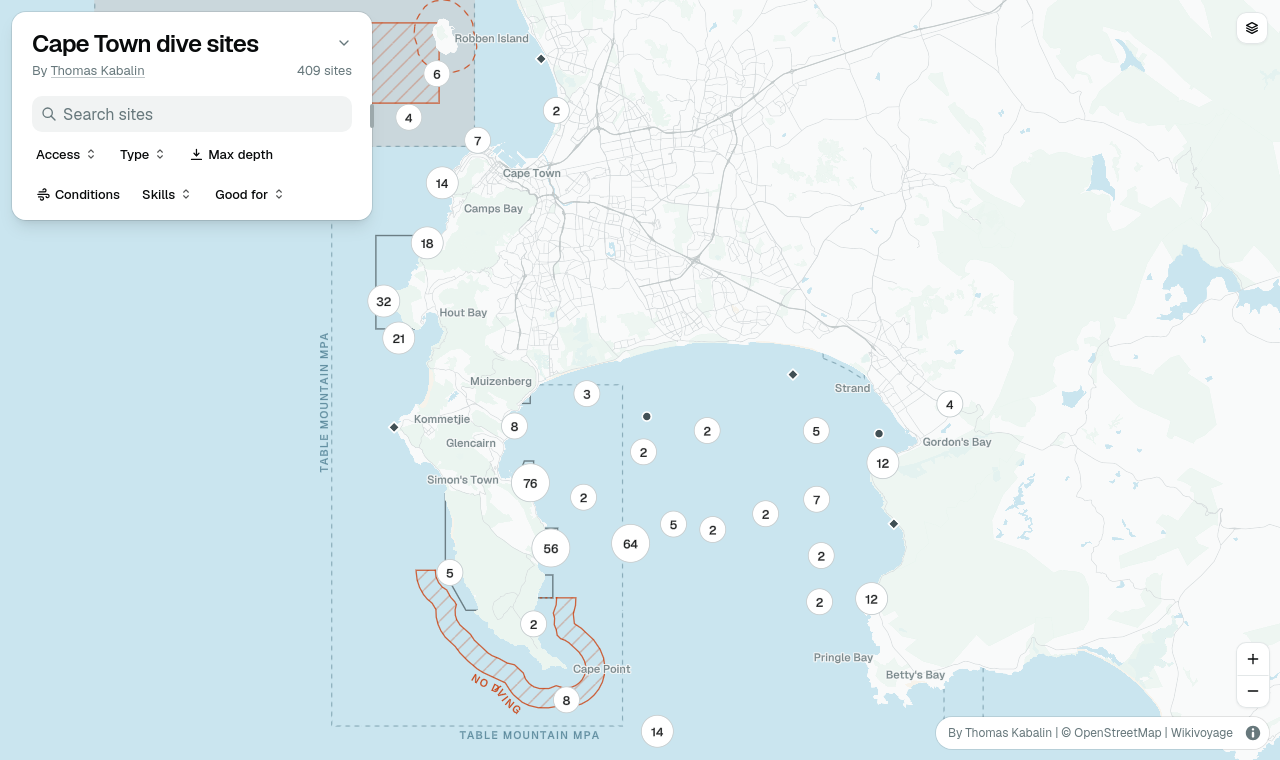 Cape Town dive sites
By Thomas Kabalin
409 sites
Search sites
Access
Type
Max depth
Conditions
Skills
Good for
Robben Island
6
4
2
7
Cape Town
14
Camps Bay
18
32
Hout Bay
21
TABLE MOUNTAIN MPA
Muizenberg
3
Strand
Kommetjie
8
2
5
4
Glencairn
2
Gordon's Bay
12
Simon's Town
76
2
7
5
2
2
56
64
2
5
2
12
2
Pringle Bay
Cape Point
Betty's Bay
NO DIVING
8
14
TABLE MOUNTAIN MPA
By Thomas Kabalin | © OpenStreetMap | Wikivoyage